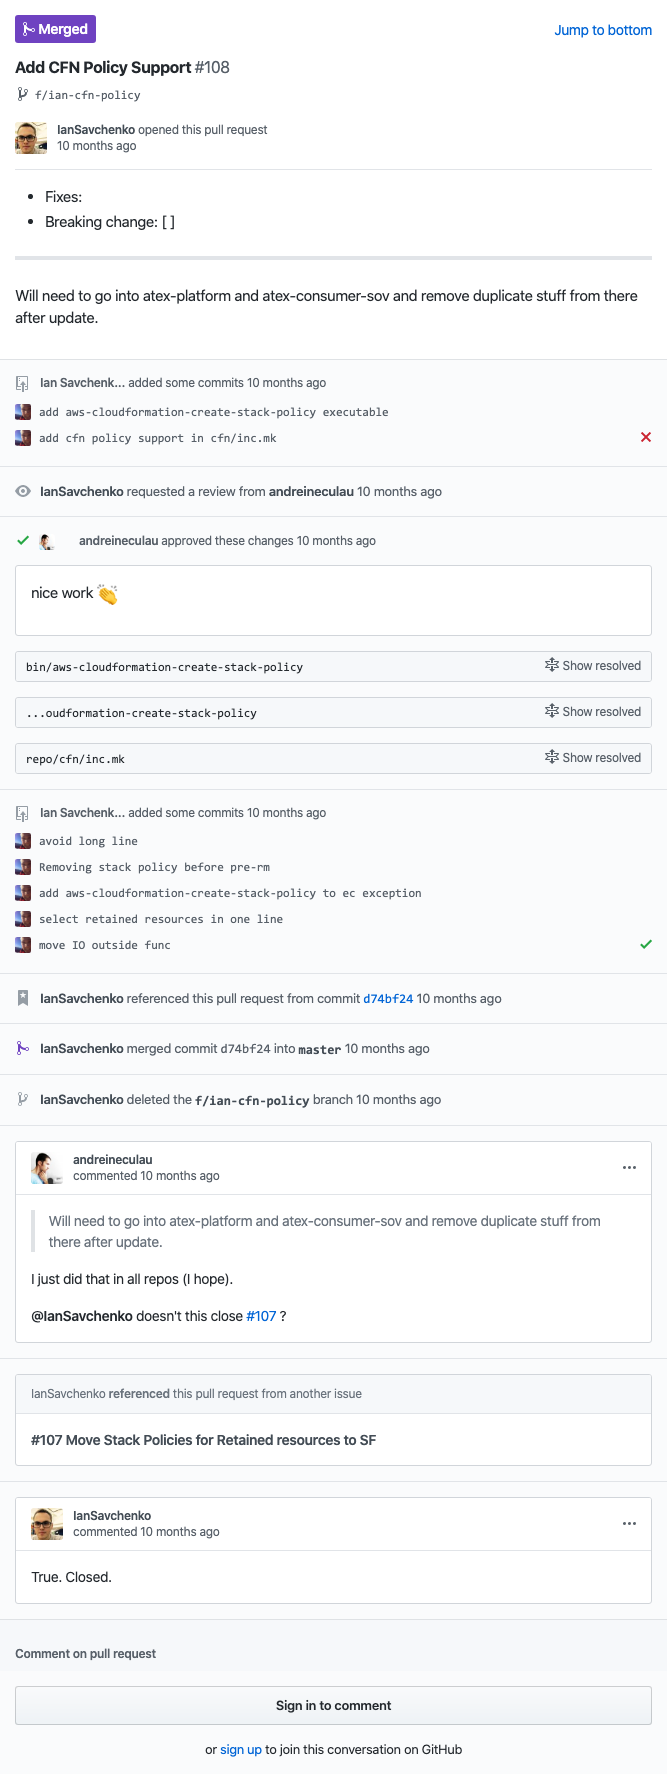 Merged
Jump to bottom
Add CFN Policy Support #108
f/ian-cfn-policy
IanSavchenko opened this pull request
10 months ago
• Fixes:
• Breaking change: [ ]
Will need to go into atex-platform and atex-consumer-sov and remove duplicate stuff from there
after update.
Ian Savchenk... added some commits 10 months ago
add aws-cloudformation-create-stack-policy executable
add cfn policy support in cfn/inc.mk
IanSavchenko requested a review from andreineculau 10 months ago
andreineculau approved these changes 10 months ago
nice work 👏
bin/aws-cloudformation-create-stack-policy Show resolved
...oudformation-create-stack-policy Show resolved
repo/cfn/inc.mk Show resolved
Ian Savchenk... added some commits 10 months ago
avoid long line
Removing stack policy before pre-rm
add aws-cloudformation-create-stack-policy to ec exception
select retained resources in one line
move IO outside func
IanSavchenko referenced this pull request from commit d74bf24 10 months ago
IanSavchenko merged commit d74bf24 into master 10 months ago
IanSavchenko deleted the f/ian-cfn-policy branch 10 months ago
andreineculau
commented 10 months ago
Will need to go into atex-platform and atex-consumer-sov and remove duplicate stuff from
there after update.
I just did that in all repos (I hope).
@IanSavchenko doesn't this close #107 ?
IanSavchenko referenced this pull request from another issue
#107 Move Stack Policies for Retained resources to SF
IanSavchenko
commented 10 months ago
True. Closed.
Comment on pull request
Sign in to comment
or sign up to join this conversation on GitHub